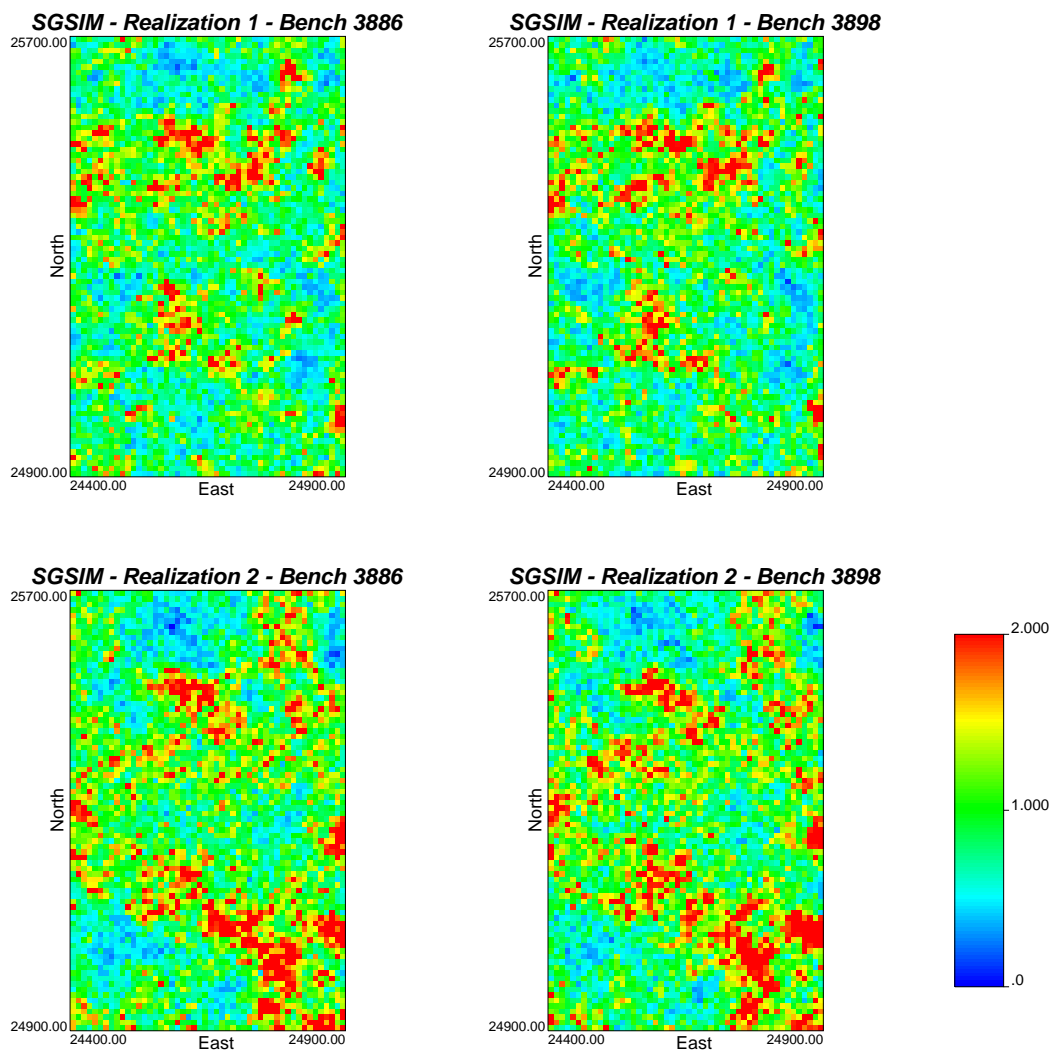 SGSIM - Realization 1 - Bench 3886
25700.00
North
24900.00
24400.00
24900.00
East
SGSIM - Realization 1 - Bench 3898
25700.00
North
24900.00
24400.00
24900.00
East
SGSIM - Realization 2 - Bench 3886
25700.00
North
24900.00
24400.00
24900.00
East
SGSIM - Realization 2 - Bench 3898
25700.00
North
24900.00
24400.00
24900.00
East
2.000
1.000
.0